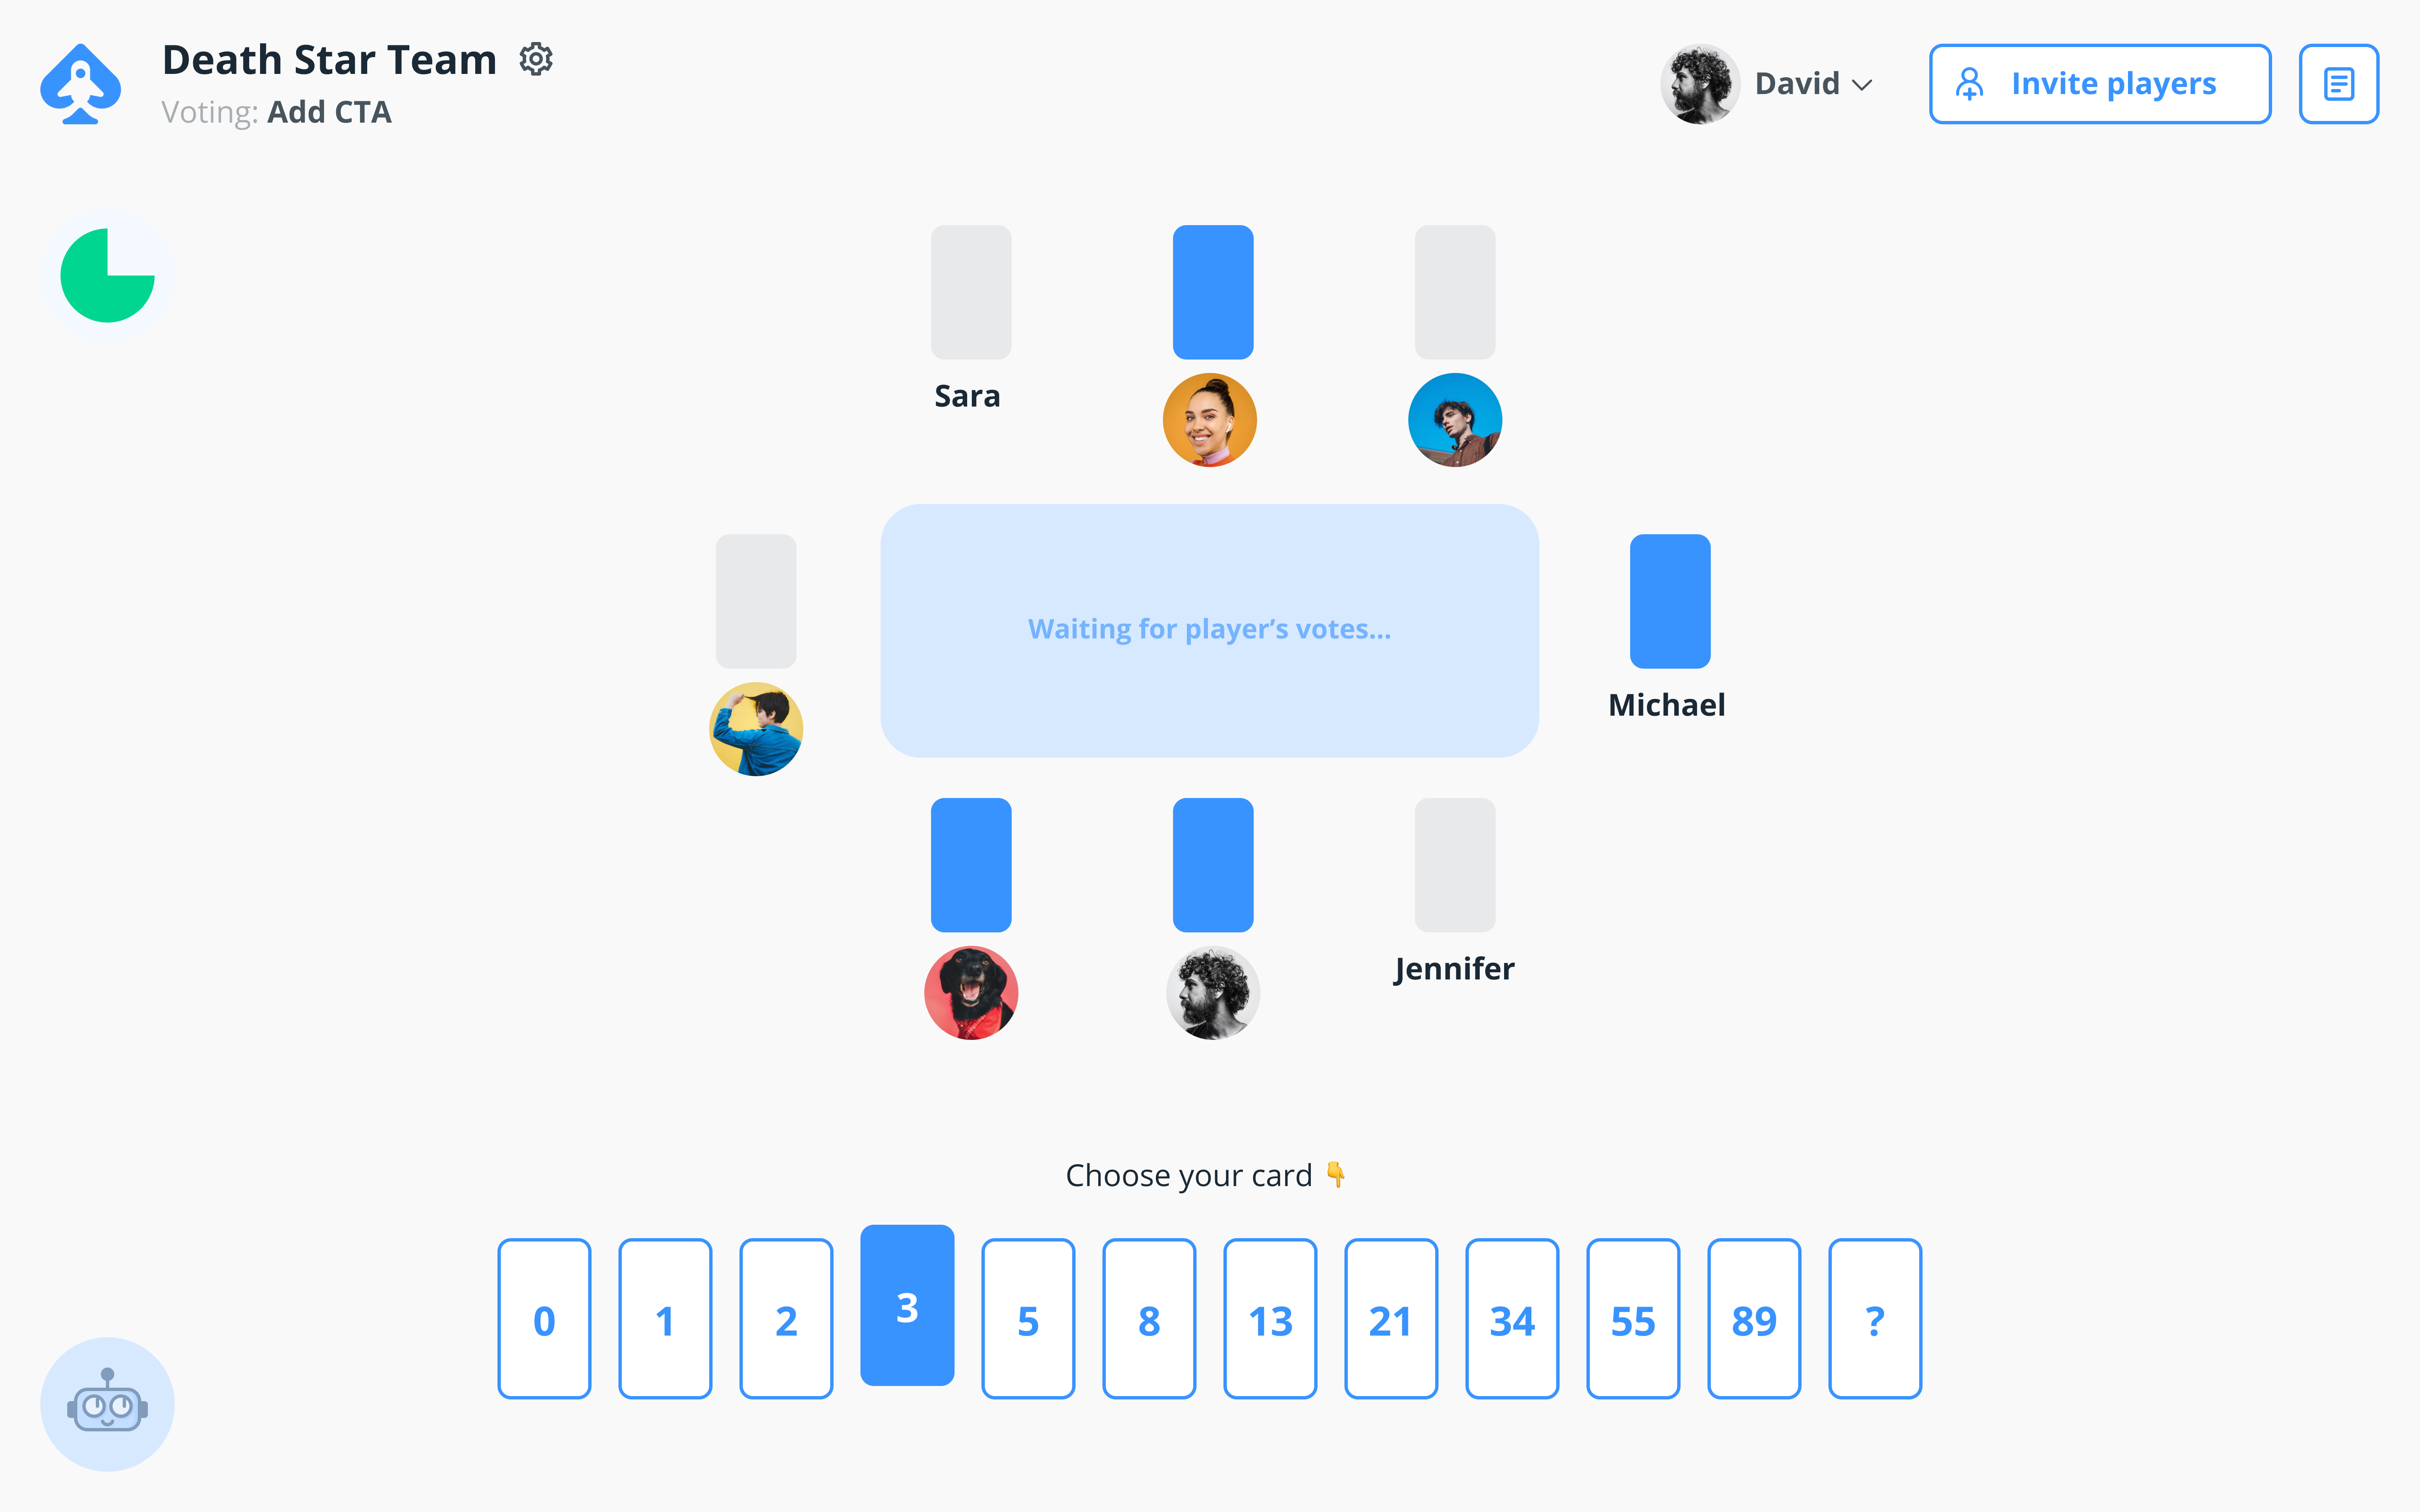 Death Star Team
Voting: Add CTA
David
Invite players
Sara
Waiting for player’s votes...
Michael
Jennifer
Choose your card 👇
0 1 2 3 5 8 13 21 34 55 89 ?